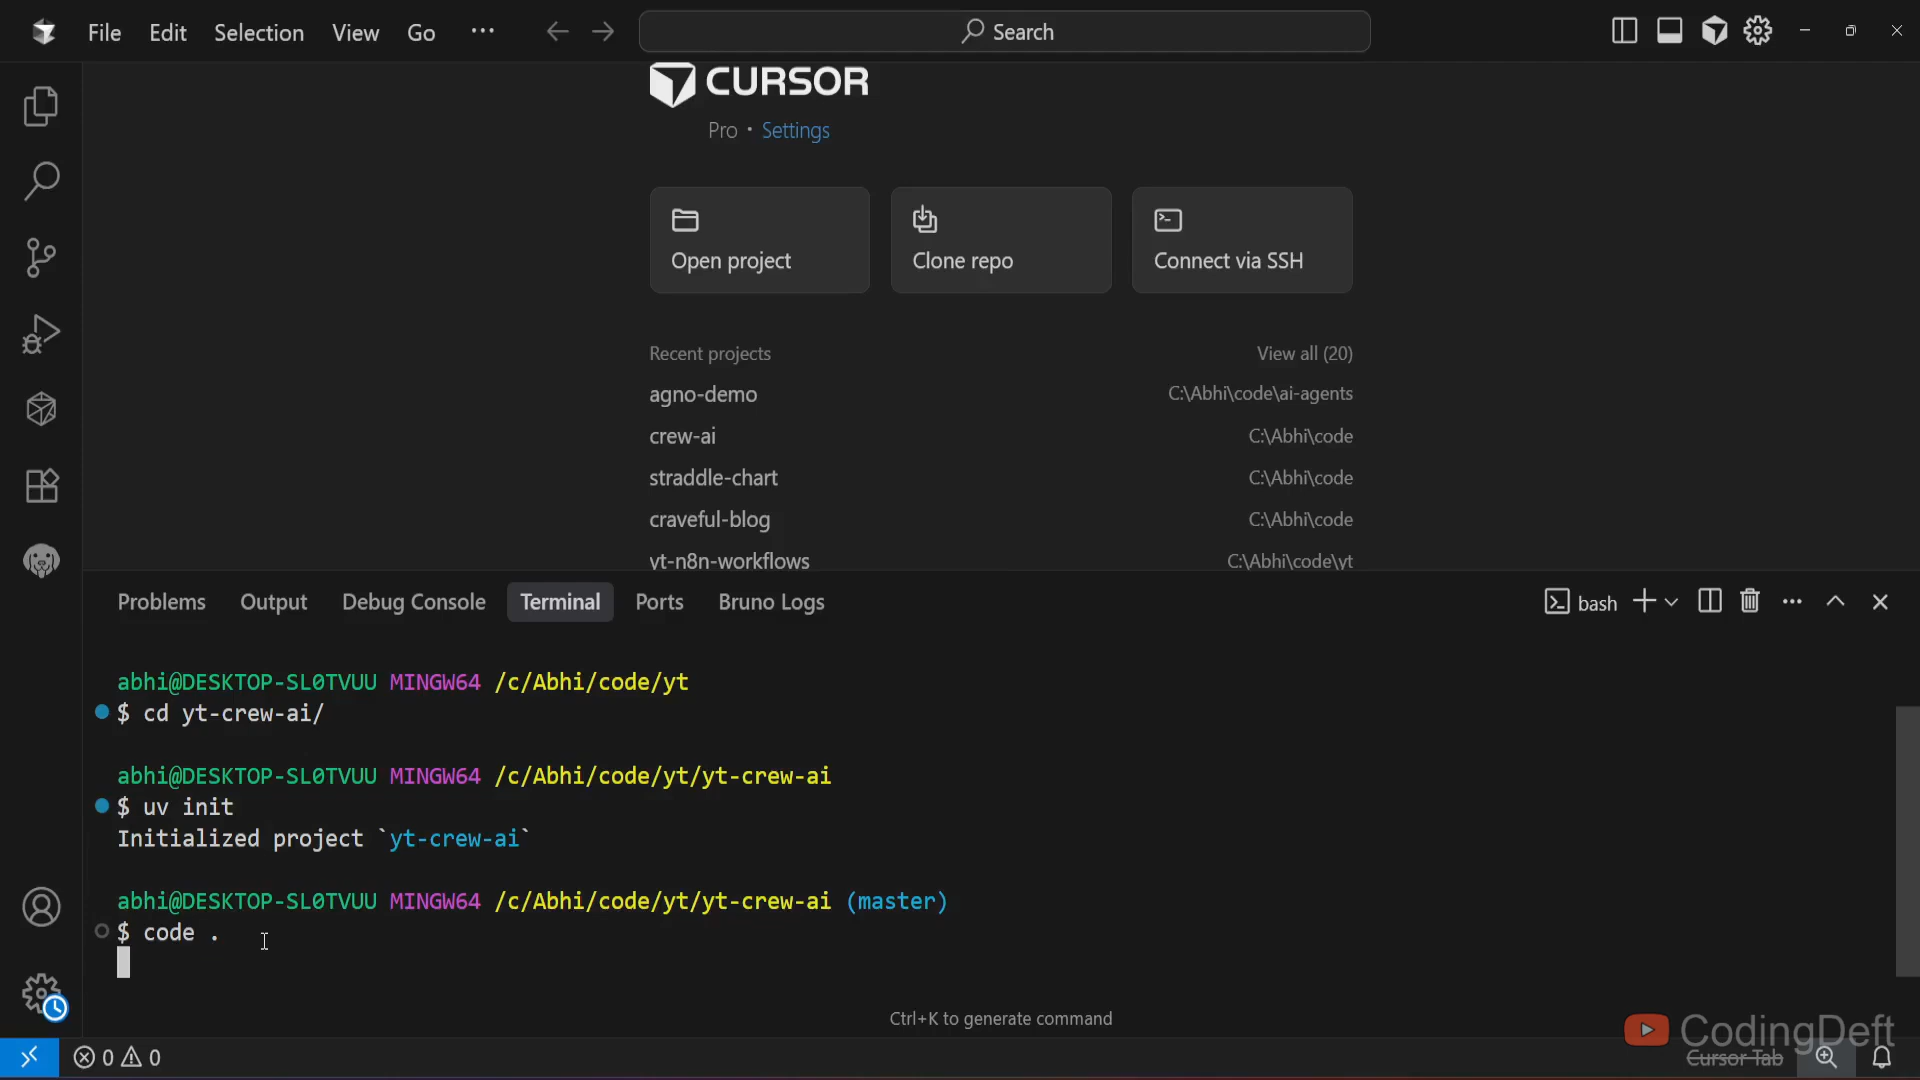 File Edit Selection View Go ··· Search
CURSOR
Pro • Settings
Open project Clone repo Connect via SSH
Recent projects View all (20)
agno-demo C:\Abhi\code\ai-agents
crew-ai C:\Abhi\code
straddle-chart C:\Abhi\code
craveful-blog C:\Abhi\code
yt-n8n-workflows C:\Abhi\code\yt
Problems Output Debug Console Terminal Ports Bruno Logs bash
abhi@DESKTOP-SL0TVUU MINGW64 /c/Abhi/code/yt
$ cd yt-crew-ai/
abhi@DESKTOP-SL0TVUU MINGW64 /c/Abhi/code/yt/yt-crew-ai
$ uv init
Initialized project `yt-crew-ai`
abhi@DESKTOP-SL0TVUU MINGW64 /c/Abhi/code/yt/yt-crew-ai (master)
$ code .
Ctrl+K to generate command
CodingDeft
0 0 Cursor Tab